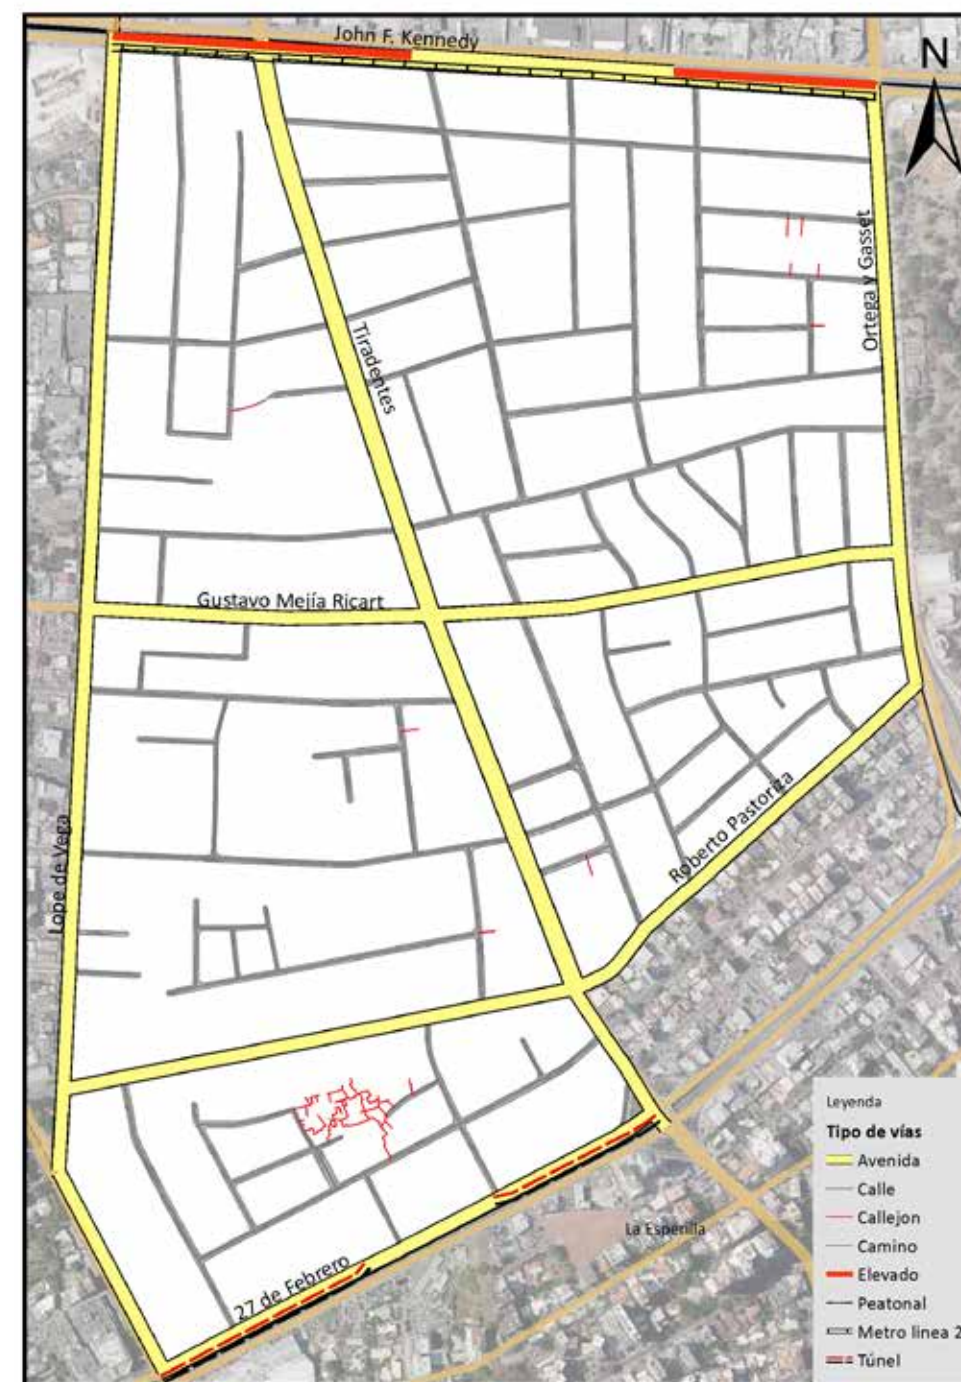 John F. Kennedy
N
Ortega y Gasset
Tiradentes
Gustavo Mejía Ricart
Lope de Vega
Roberto Pastoriza
27 de Febrero
La Esperilla
Leyenda
Tipo de vías
Avenida
Calle
Callejon
Camino
Elevado
Peatonal
Metro linea 2
Túnel